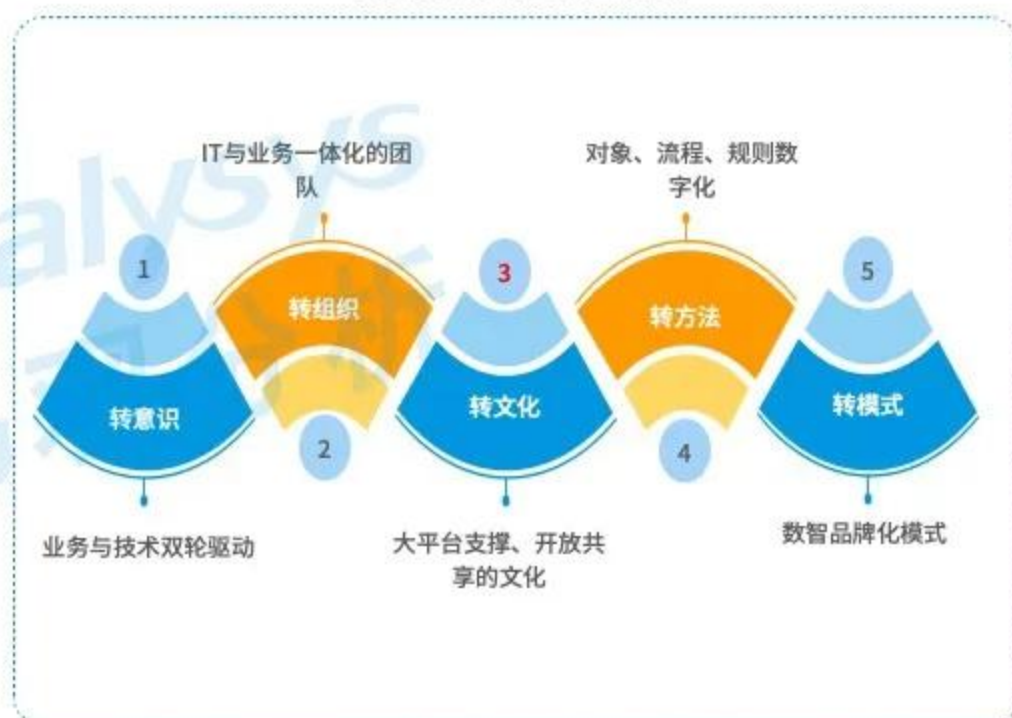 IT与业务一体化的团
队
对象、流程、规则数
字化
1
3
5
转组织
转方法
转意识
转文化
转模式
2
4
业务与技术双轮驱动
大平台支撑、开放共
享的文化
数智品牌化模式
alysys
分析